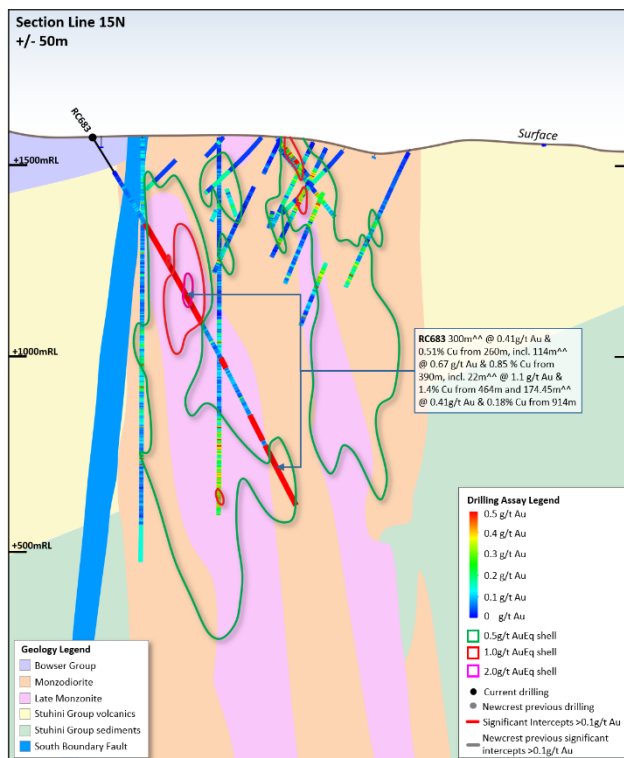 Section Line 15N
+/- 50m
RC683
Surface
+1500mRL
RC683 300m^^ @ 0.41g/t Au &
0.51% Cu from 260m, incl. 114m^^
@ 0.67 g/t Au & 0.85 % Cu from
390m, incl. 22m^^ @ 1.1 g/t Au &
1.4% Cu from 464m and 174.45m^^
@ 0.41g/t Au & 0.18% Cu from 914m
+1000mRL
+500mRL
Drilling Assay Legend
0.5 g/t Au
0.4 g/t Au
0.3 g/t Au
0.2 g/t Au
0.1 g/t Au
0 g/t Au
0.5g/t AuEq shell
1.0g/t AuEq shell
2.0g/t AuEq shell
Current drilling
Newcrest previous drilling
Significant Intercepts >0.1g/t Au
Newcrest previous significant
intercepts >0.1g/t Au
Geology Legend
Bowser Group
Monzodiorite
Late Monzonite
Stuhini Group volcanics
Stuhini Group sediments
South Boundary Fault